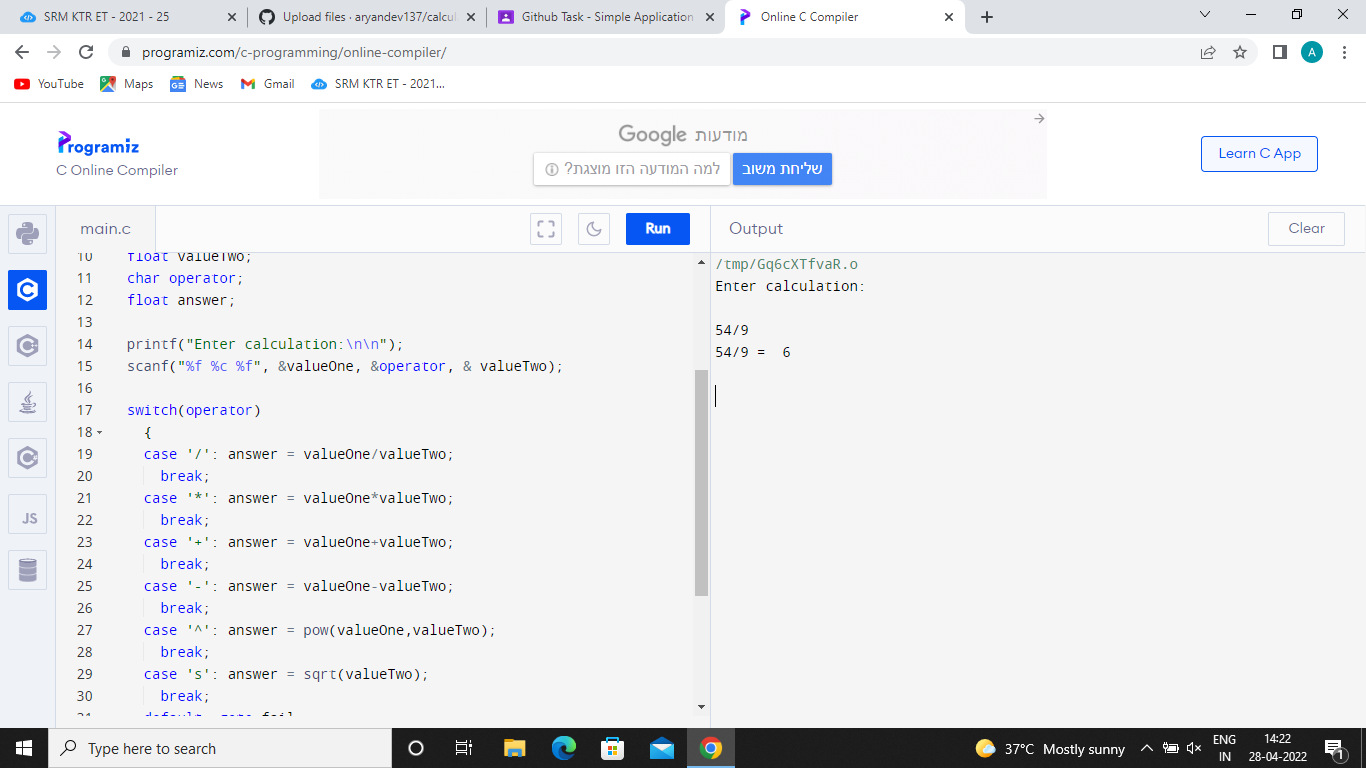 SRM KTR ET - 2021 - 25
Upload files · aryandev137/calcul
Github Task - Simple Application
Online C Compiler
programiz.com/c-programming/online-compiler/
A
YouTube
Maps
News
Gmail
SRM KTR ET - 2021...
Programiz
C Online Compiler
מודעות Google
שליחת משוב
למה המודעה הזו מוצגת?
Learn C App
main.c
Run
Output
Clear
JS
10 float valueTwo;
11 char operator;
12 float answer;
13
14 printf("Enter calculation:\n\n");
15 scanf("%f %c %f", &valueOne, &operator, & valueTwo);
16
17 switch(operator)
18 {
19 case '/': answer = valueOne/valueTwo;
20 break;
21 case '*': answer = valueOne*valueTwo;
22 break;
23 case '+': answer = valueOne+valueTwo;
24 break;
25 case '-': answer = valueOne-valueTwo;
26 break;
27 case '^': answer = pow(valueOne,valueTwo);
28 break;
29 case 's': answer = sqrt(valueTwo);
30 break;
/tmp/Gq6cXTfvaR.o
Enter calculation:
54/9
54/9 = 6
Type here to search
37°C Mostly sunny
ENG
IN
14:22
28-04-2022
1